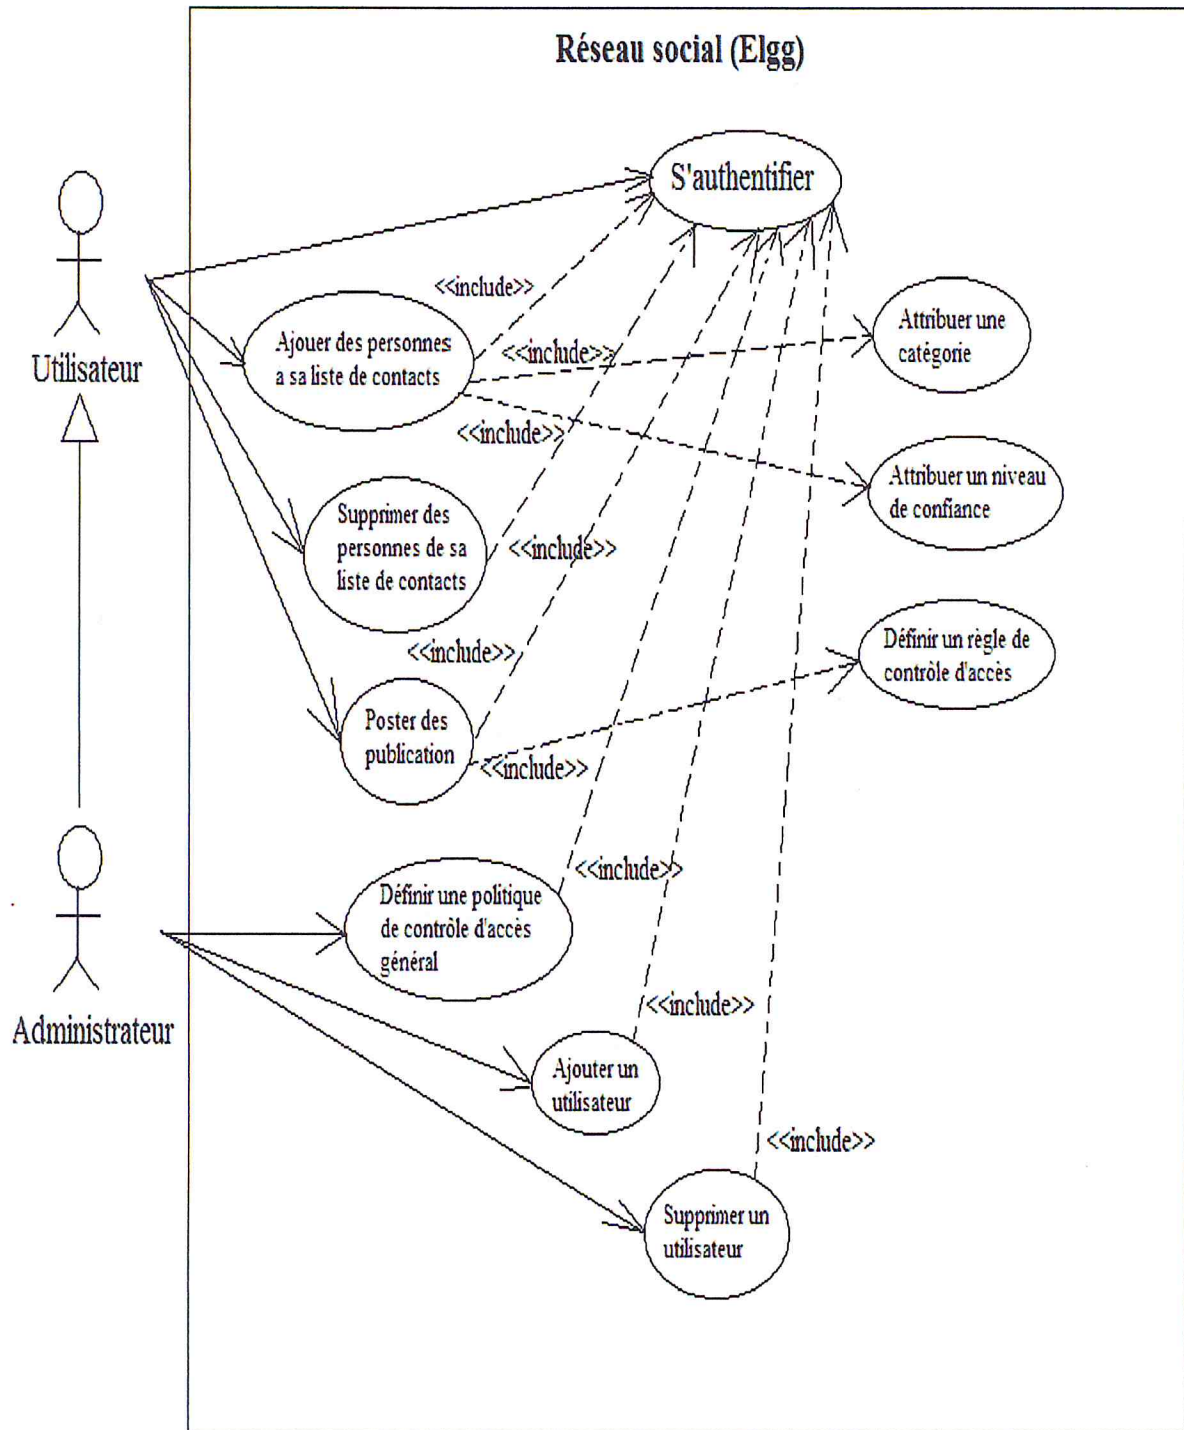 Réseau social (Elgg)
S'authentifier
<<include>>
Ajouer des personnes
a sa liste de contacts
<<include>>
Attribuer une
catégorie
Utilisateur
<<include>>
Attribuer un niveau
de confiance
Supprimer des
personnes de sa
liste de contacts
<<include>>
<<include>>
Définir un règle de
contrôle d'accès
Poster des
publication
<<include>>
Définir une politique
de contrôle d'accès
général
<<include>>
Administrateur
<<include>>
Ajouter un
utilisateur
<<include>>
Supprimer un
utilisateur